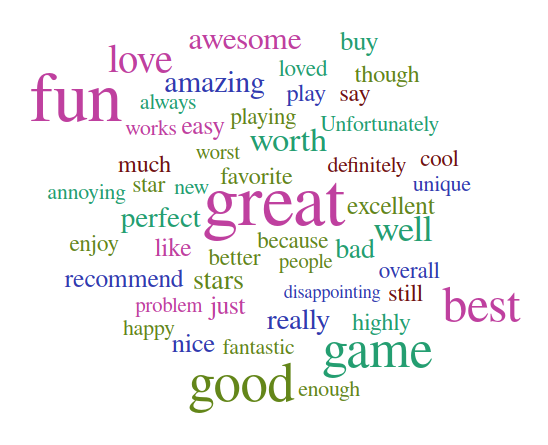 awesome
buy
love
loved
though
fun
amazing
play
say
always
playing
works
easy
Unfortunately
worth
worst
much
definitely
cool
annoying
star
new
favorite
unique
great
perfect
excellent
well
enjoy
like
because
bad
better
people
overall
recommend
stars
disappointing
still
problem
just
best
happy
really
highly
nice
fantastic
game
good
enough